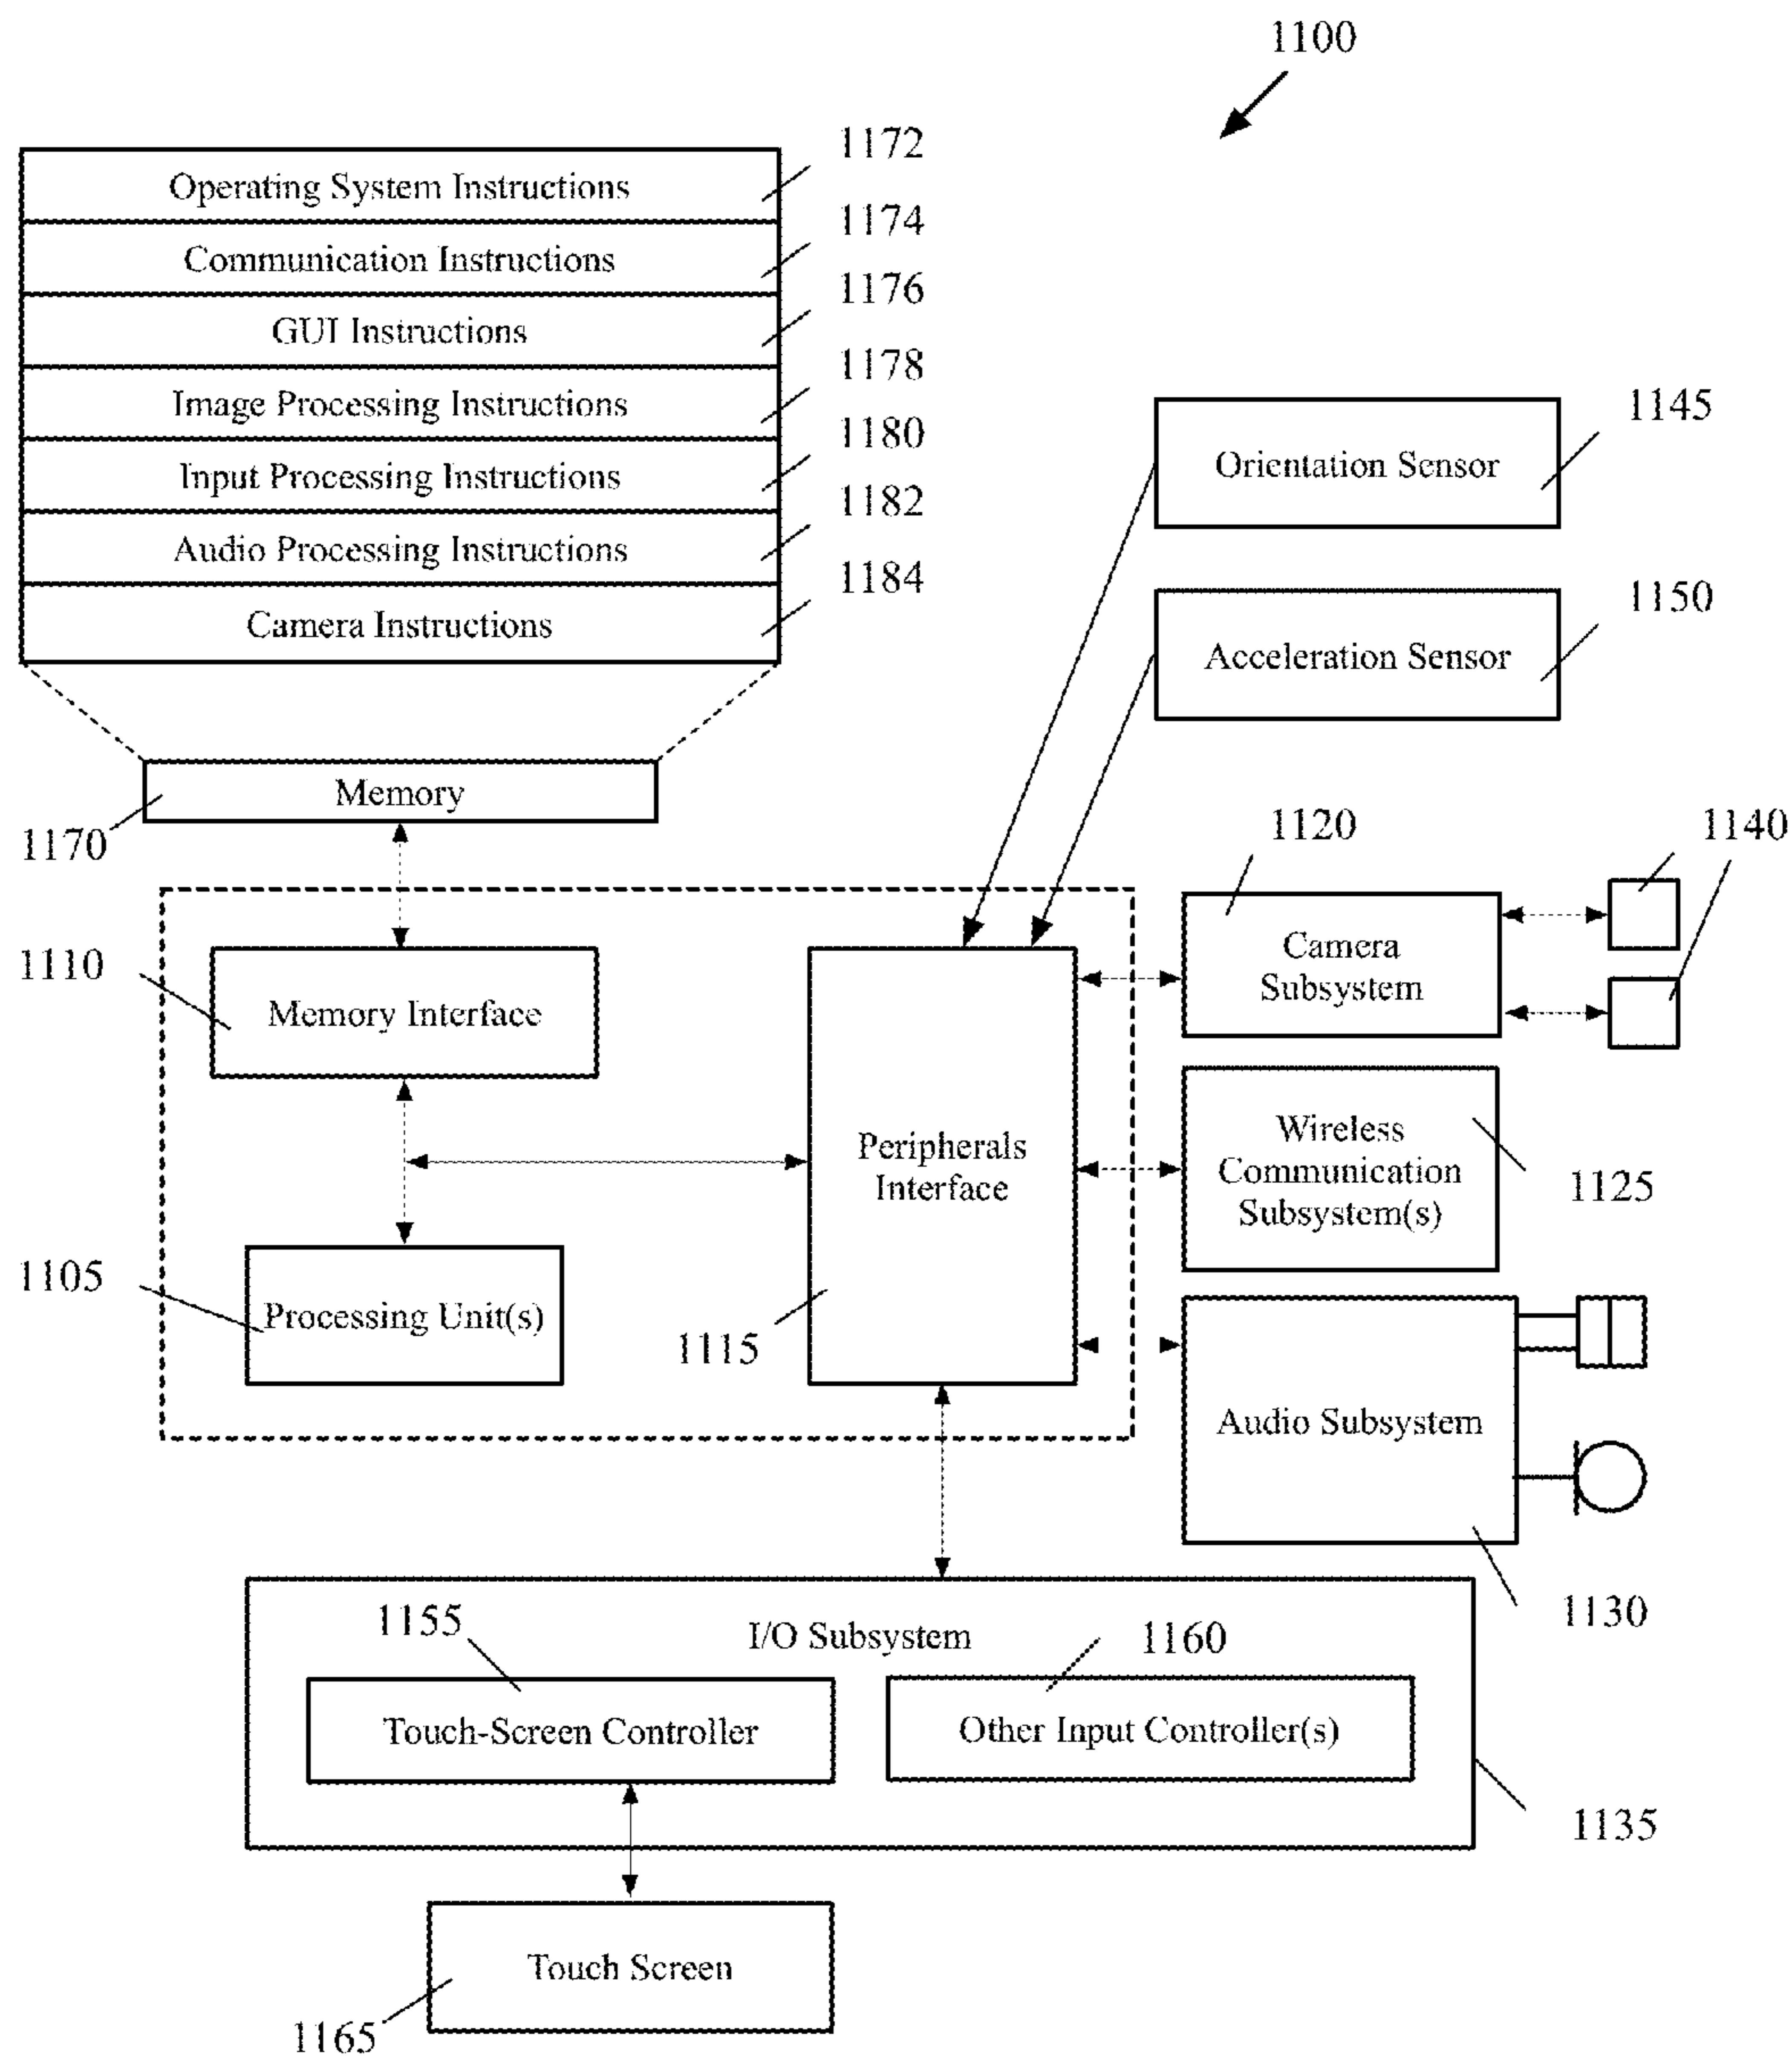 1100
1172
Operating System Instructions
1174
Communication Instructions
1176
GUI Instructions
1178
Image Processing Instructions
1180
Input Processing Instructions
1182
Audio Processing Instructions
1184
Camera Instructions
1145
Orientation Sensor
1150
Acceleration Sensor
Memory
1170
1120
1140
Camera
Subsystem
1110
Memory Interface
Peripherals
Interface
Wireless
Communication
Subsystem(s)
1125
1105
Processing Unit(s)
1115
Audio Subsystem
1130
1155
I/O Subsystem
1160
Touch-Screen Controller
Other Input Controller(s)
1135
Touch Screen
1165